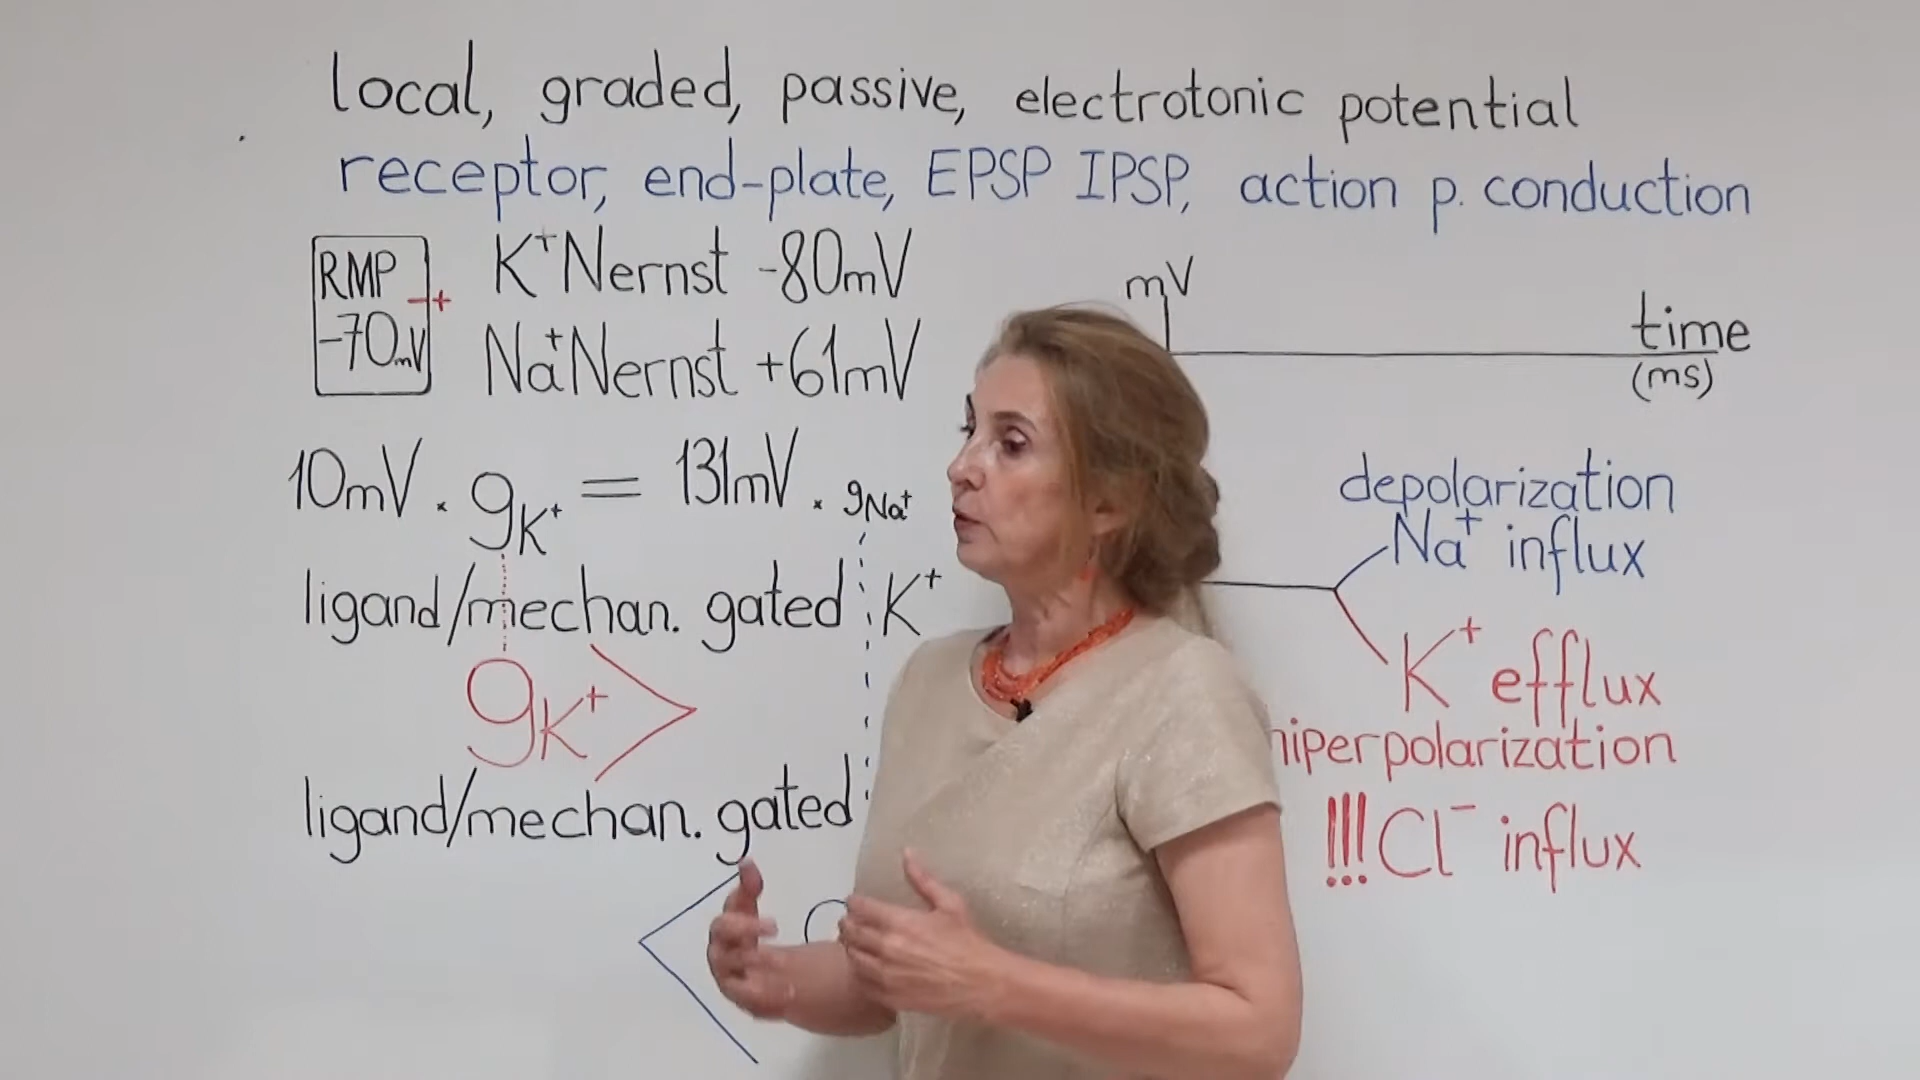 local, graded, passive, electrotonic potential
receptor, end-plate, EPSP IPSP, action p. conduction
RMP -+
-70mV
K+ Nernst -80mV
Na+ Nernst +61mV
mV
time
(ms)
10mV . gK+ = 131mV . gNa+
ligand/mechan. gated K+
gK+ >
ligand/mechan. gated
<
depolarization
Na+ influx
K+ efflux
hiperpolarization
!!! Cl- influx